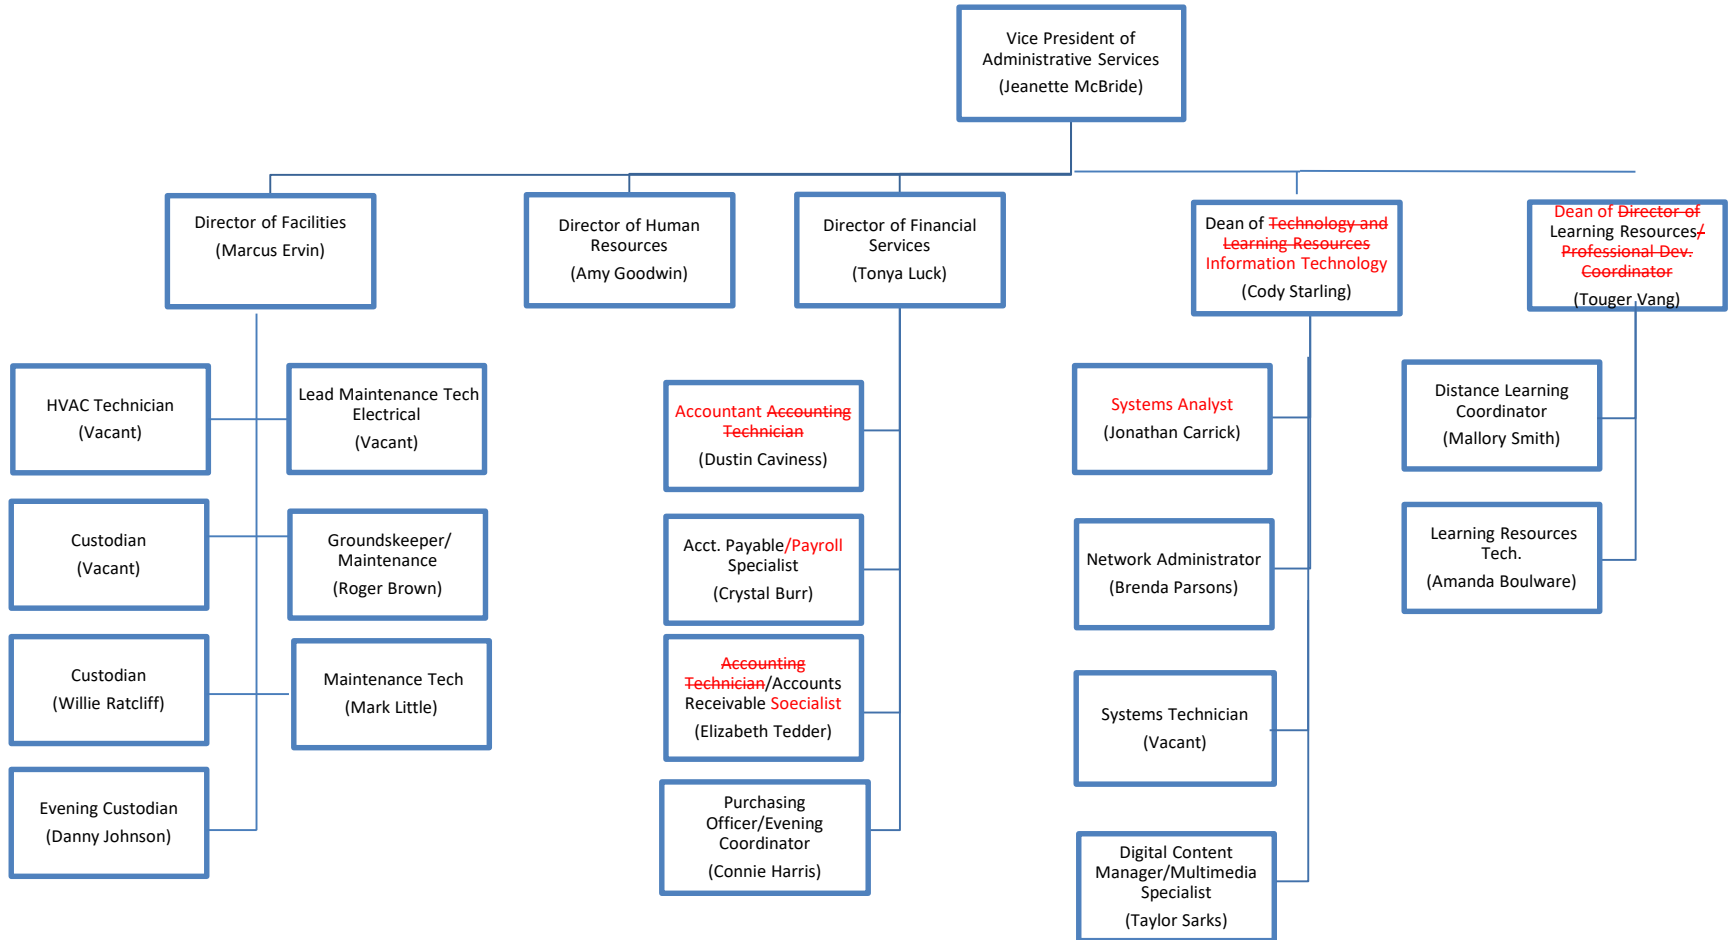 Vice President of
Administrative Services
(Jeanette McBride)
Director of Facilities
(Marcus Ervin)
Director of Human
Resources
(Amy Goodwin)
Director of Financial
Services
(Tonya Luck)
Dean of Technology and
Learning Resources
Information Technology
(Cody Starling)
Dean of Director of
Learning Resources/
Professional Dev.
Coordinator
(Touger Vang)
HVAC Technician
(Vacant)
Lead Maintenance Tech
Electrical
(Vacant)
Custodian
(Vacant)
Groundskeeper/
Maintenance
(Roger Brown)
Custodian
(Willie Ratcliff)
Maintenance Tech
(Mark Little)
Evening Custodian
(Danny Johnson)
Accountant Accounting
Technician
(Dustin Caviness)
Acct. Payable/Payroll
Specialist
(Crystal Burr)
Accounting
Technician/Accounts
Receivable Soecialist
(Elizabeth Tedder)
Purchasing
Officer/Evening
Coordinator
(Connie Harris)
Systems Analyst
(Jonathan Carrick)
Network Administrator
(Brenda Parsons)
Systems Technician
(Vacant)
Digital Content
Manager/Multimedia
Specialist
(Taylor Sarks)
Distance Learning
Coordinator
(Mallory Smith)
Learning Resources
Tech.
(Amanda Boulware)